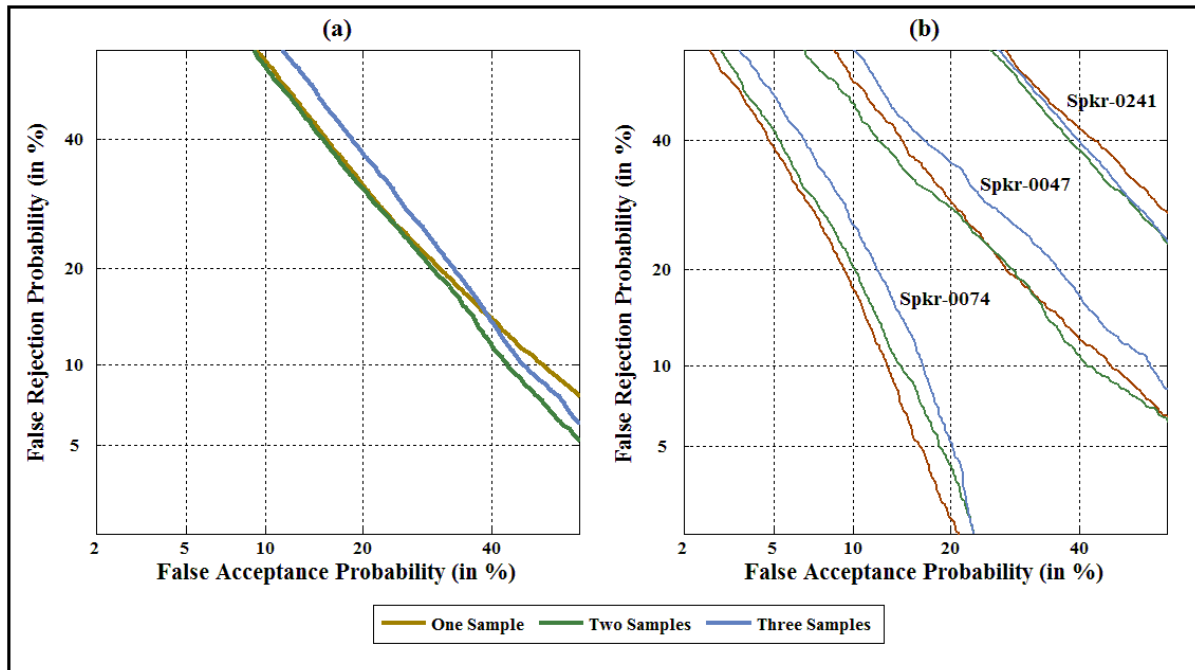 (a)
False Rejection Probability (in %)
40
20
10
5
2 5 10 20 40
False Acceptance Probability (in %)
(b)
False Rejection Probability (in %)
40
20
10
5
Spkr-0241
Spkr-0047
Spkr-0074
2 5 10 20 40
False Acceptance Probability (in %)
One Sample Two Samples Three Samples